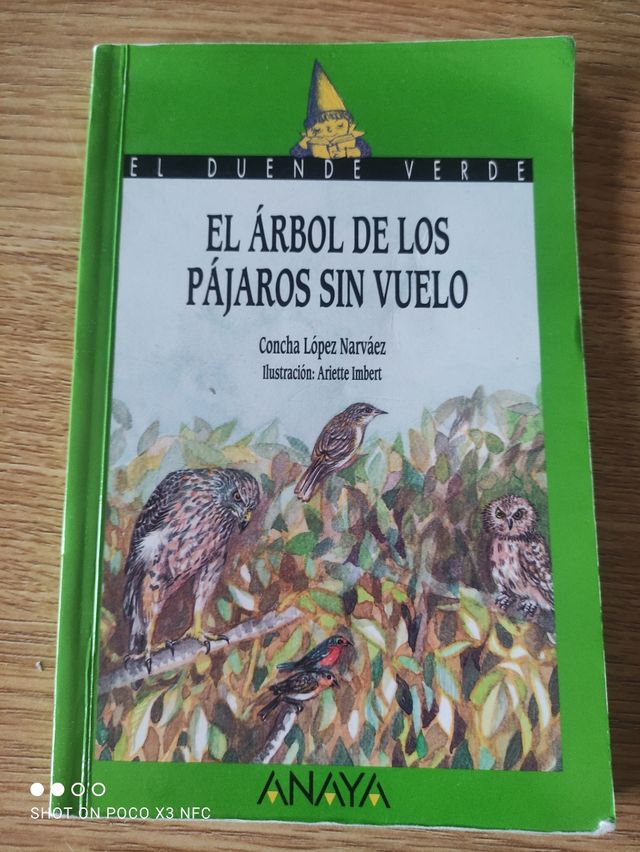 EL DUENDE VERDE
EL ÁRBOL DE LOS
PÁJAROS SIN VUELO
Concha López Narváez
Ilustración: Ariette Imbert
ANAYA
SHOT ON POCO X3 NFC